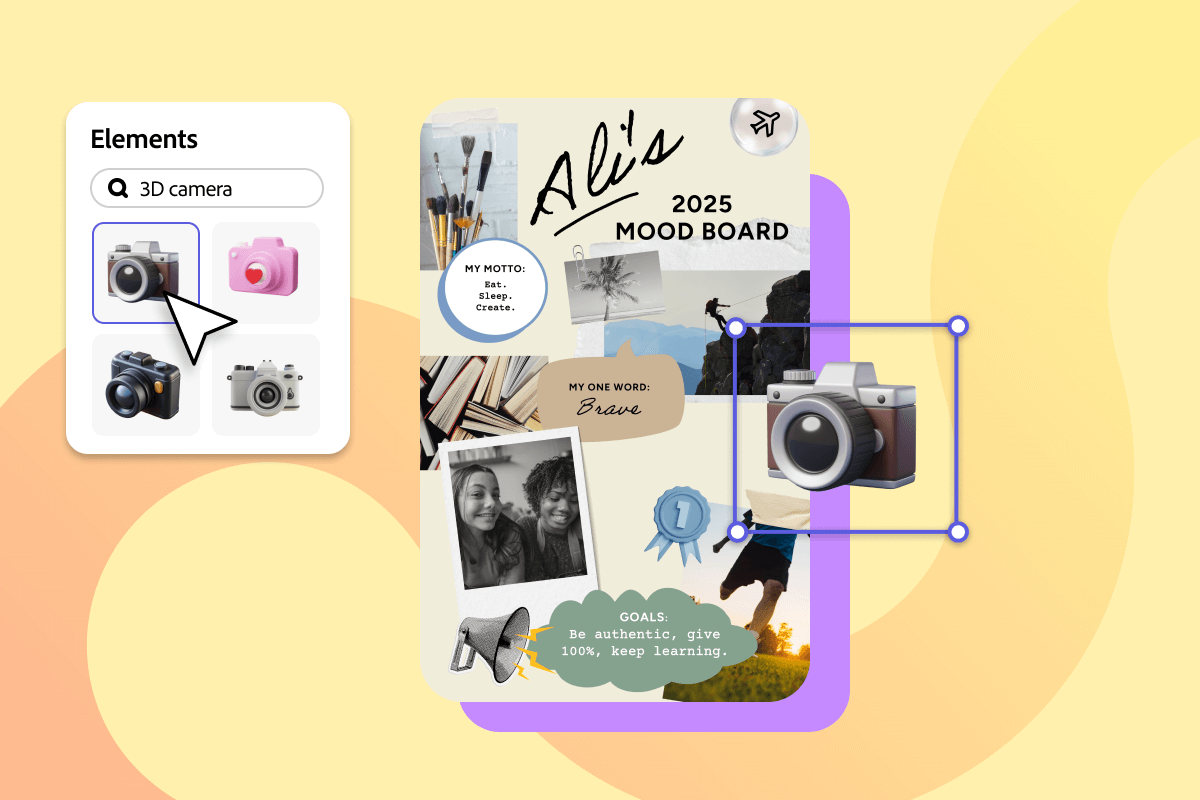 Elements
3D camera
Ali's
2025
MOOD BOARD
MY MOTTO:
Eat.
Sleep.
Create.
MY ONE WORD:
Brave
1
GOALS:
Be authentic, give
100%, keep learning.